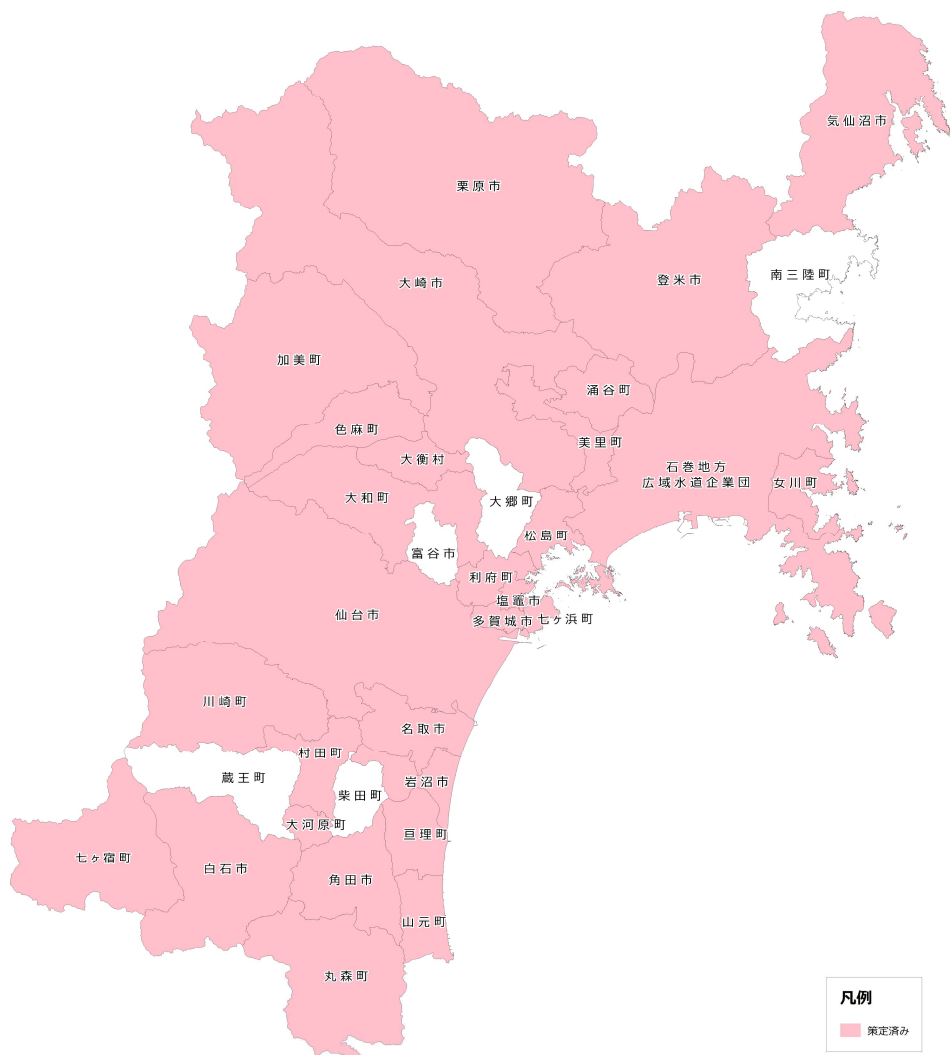 気仙沼市
栗原市
南三陸町
登米市
大崎市
加美町
涌谷町
色麻町
美里町
大衡村
石巻地方
広域水道企業団
女川町
大和町
大郷町
松島町
富谷市
利府町
塩竈市
仙台市
多賀城市
七ヶ浜町
川崎町
名取市
村田町
蔵王町
岩沼市
柴田町
大河原町
亘理町
七ヶ宿町
白石市
角田市
山元町
丸森町
凡例
策定済み